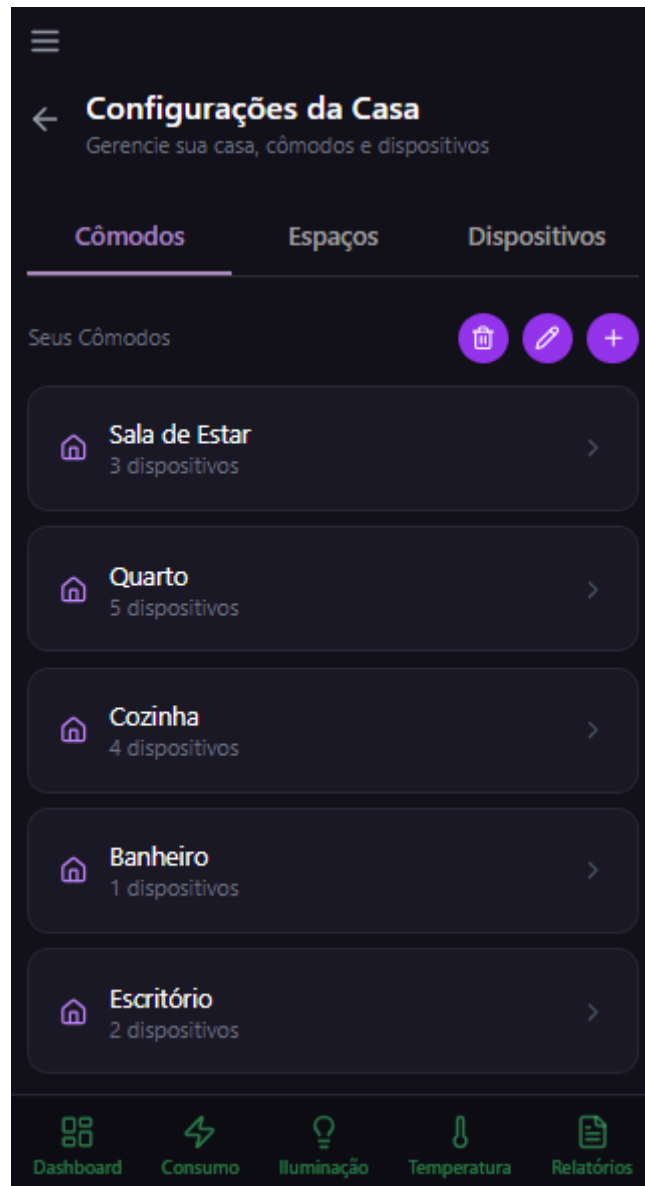 Configurações da Casa
Gerencie sua casa, cômodos e dispositivos
Cômodos Espaços Dispositivos
Seus Cômodos
Sala de Estar
3 dispositivos
Quarto
5 dispositivos
Cozinha
4 dispositivos
Banheiro
1 dispositivos
Escritório
2 dispositivos
Dashboard Consumo Iluminação Temperatura Relatórios